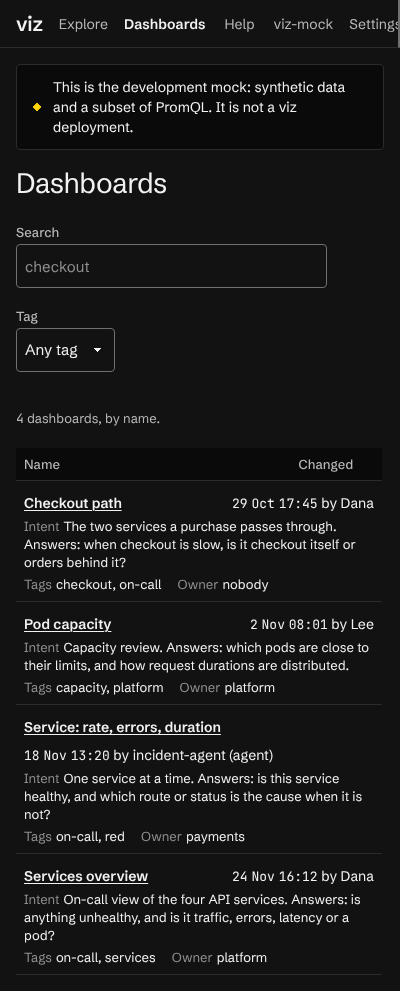 viz Explore Dashboards Help viz-mock Settings
This is the development mock: synthetic data
and a subset of PromQL. It is not a viz
deployment.
Dashboards
Search
checkout
Tag
Any tag
4 dashboards, by name.
Name Changed
Checkout path 29 Oct 17:45 by Dana
Intent The two services a purchase passes through.
Answers: when checkout is slow, is it checkout itself or
orders behind it?
Tags checkout, on-call Owner nobody
Pod capacity 2 Nov 08:01 by Lee
Intent Capacity review. Answers: which pods are close to
their limits, and how request durations are distributed.
Tags capacity, platform Owner platform
Service: rate, errors, duration
18 Nov 13:20 by incident-agent (agent)
Intent One service at a time. Answers: is this service
healthy, and which route or status is the cause when it is
not?
Tags on-call, red Owner payments
Services overview 24 Nov 16:12 by Dana
Intent On-call view of the four API services. Answers: is
anything unhealthy, and is it traffic, errors, latency or a
pod?
Tags on-call, services Owner platform